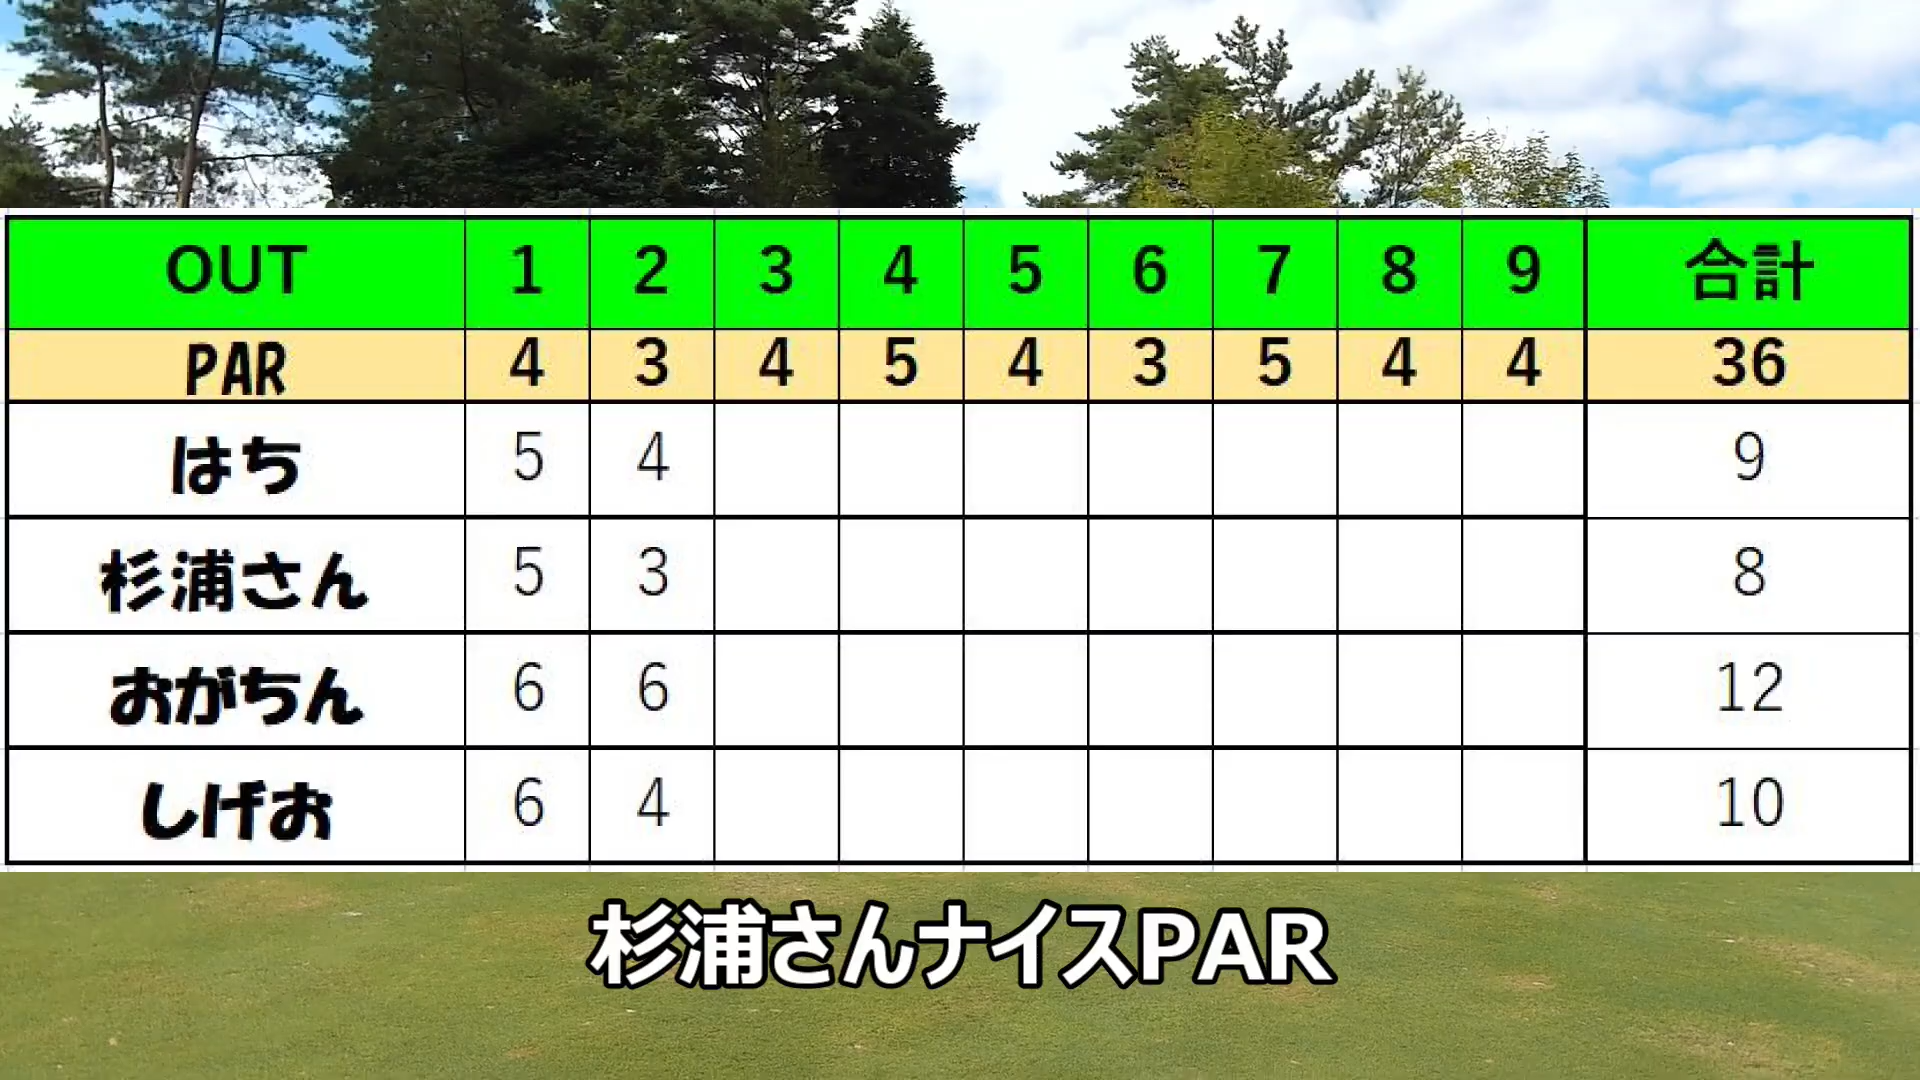 OUT 1 2 3 4 5 6 7 8 9 合計
PAR 4 3 4 5 4 3 5 4 4 36
はち 5 4 9
杉浦さん 5 3 8
おがちん 6 6 12
しげお 6 4 10
杉浦さんナイスPAR